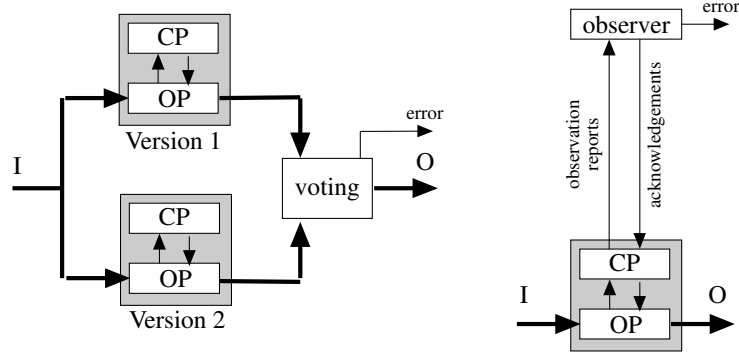 CP
OP
Version 1
error
I
O
voting
CP
OP
Version 2
observer
error
observation
reports
acknowledgements
CP
I
O
OP